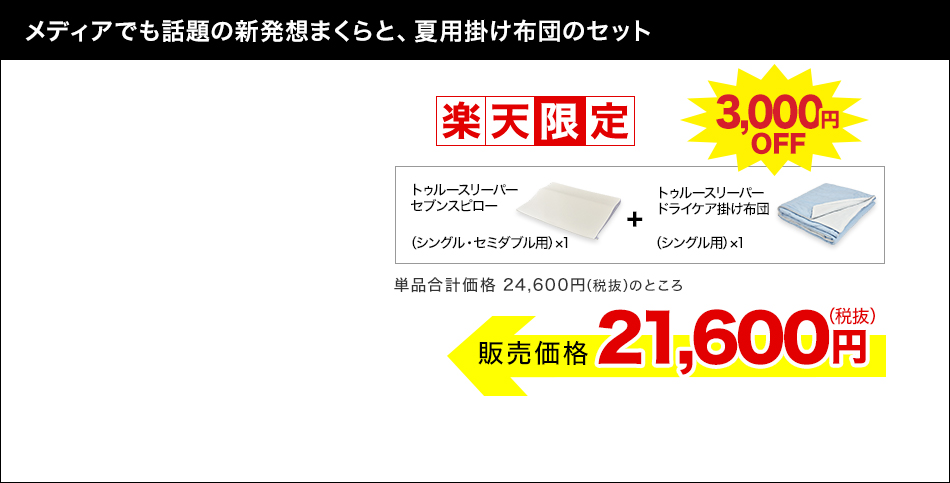 メディアでも話題の新発想まくらと、夏用掛け布団のセット
楽天限定
3,000円
OFF
トゥルースリーパー
セブンスピロー
(シングル・セミダブル用)×1
+
トゥルースリーパー
ドライケア掛け布団
(シングル用)×1
単品合計価格 24,600円(税抜)のところ
販売価格 21,600円(税抜)